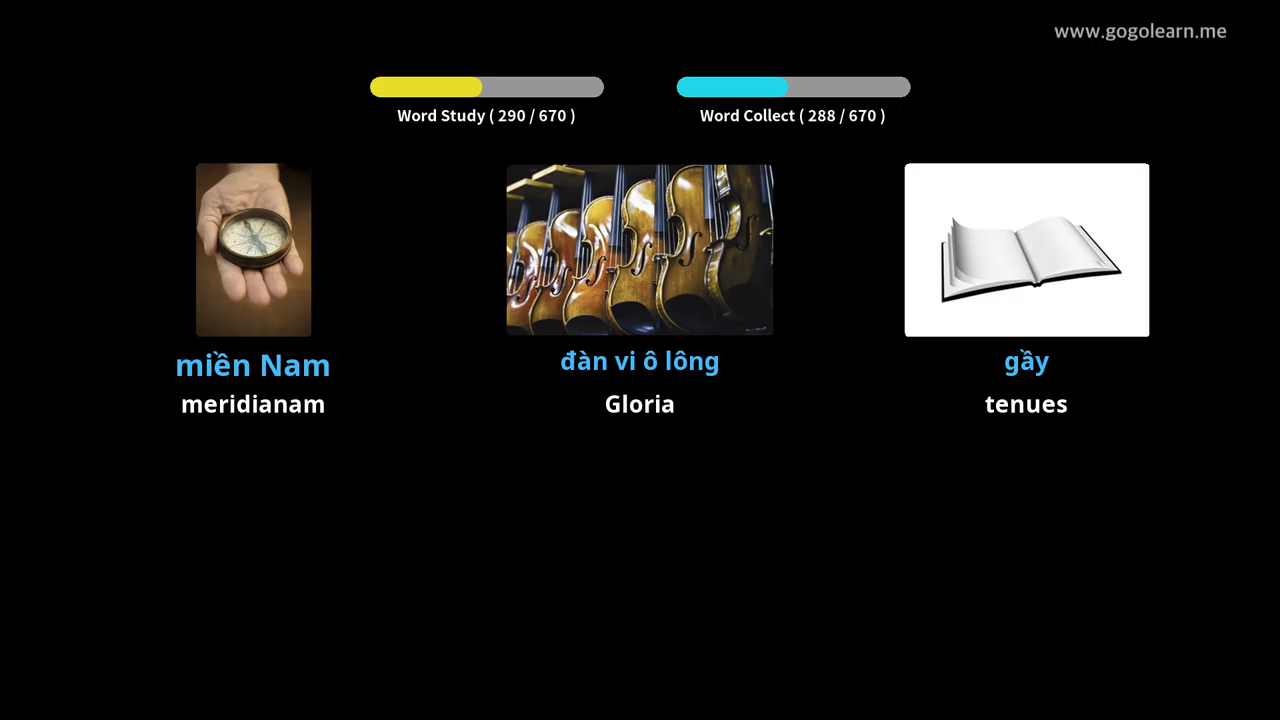 www.gogolearn.me
Word Study ( 290 / 670 )
Word Collect ( 288 / 670 )
miền Nam
đàn vi ô lông
gầy
meridianam
Gloria
tenues